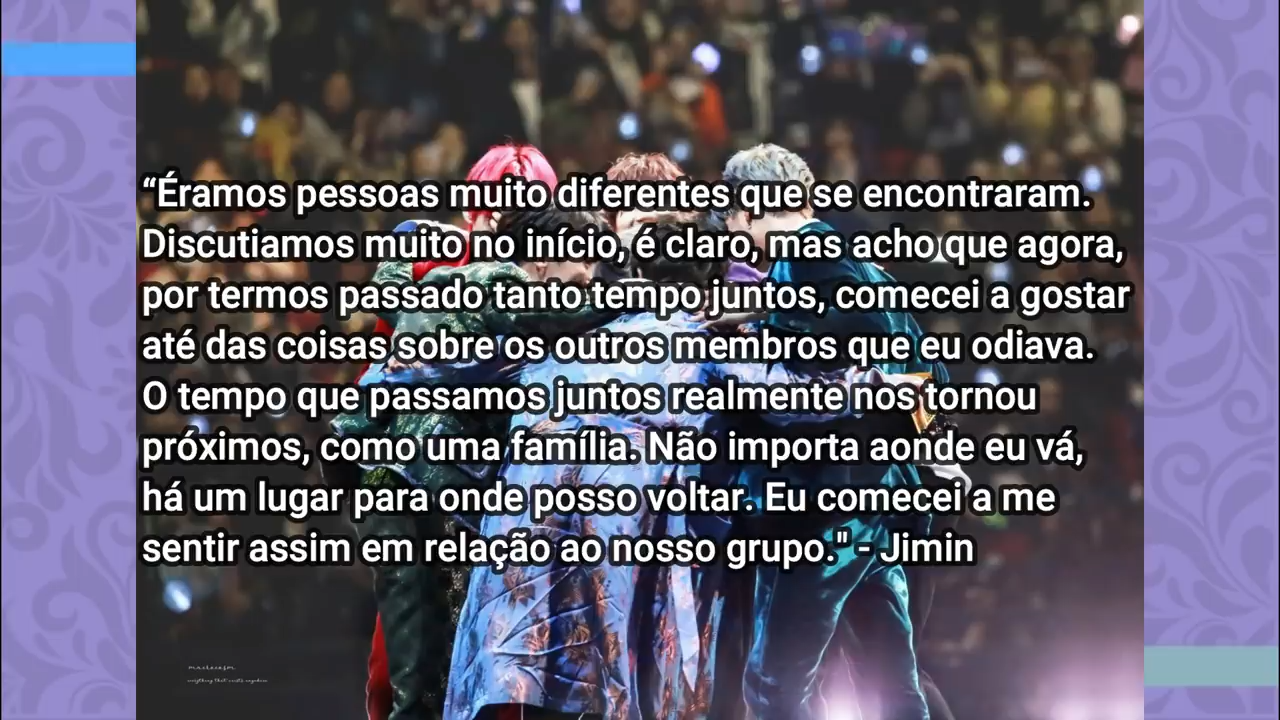 “Éramos pessoas muito diferentes que se encontraram.
Discutiamos muito no início, é claro, mas acho que agora,
por termos passado tanto tempo juntos, comecei a gostar
até das coisas sobre os outros membros que eu odiava.
O tempo que passamos juntos realmente nos tornou
próximos, como uma família. Não importa aonde eu vá,
há um lugar para onde posso voltar. Eu comecei a me
sentir assim em relação ao nosso grupo." - Jimin